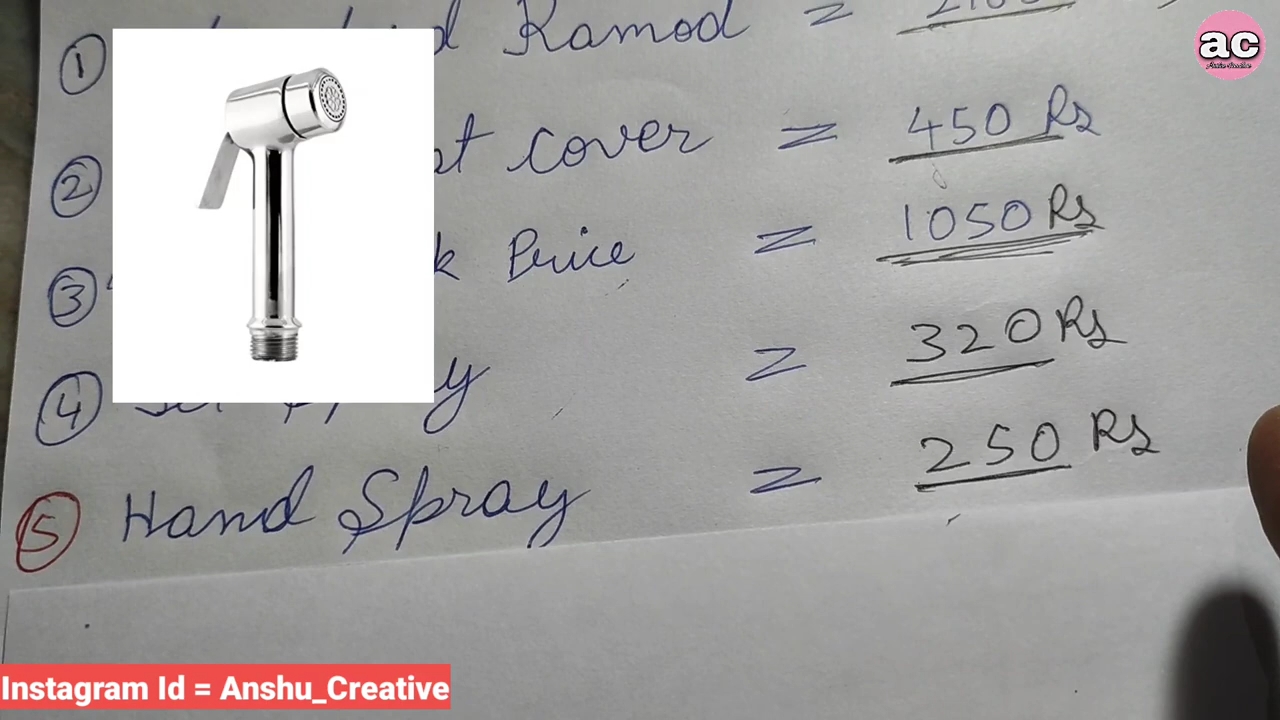 ① Kamod =
ac
② cover = 450 Rs
③ Price = 1050 Rs
④ = 320 Rs
⑤ Hand Spray = 250 Rs
Instagram Id = Anshu_Creative